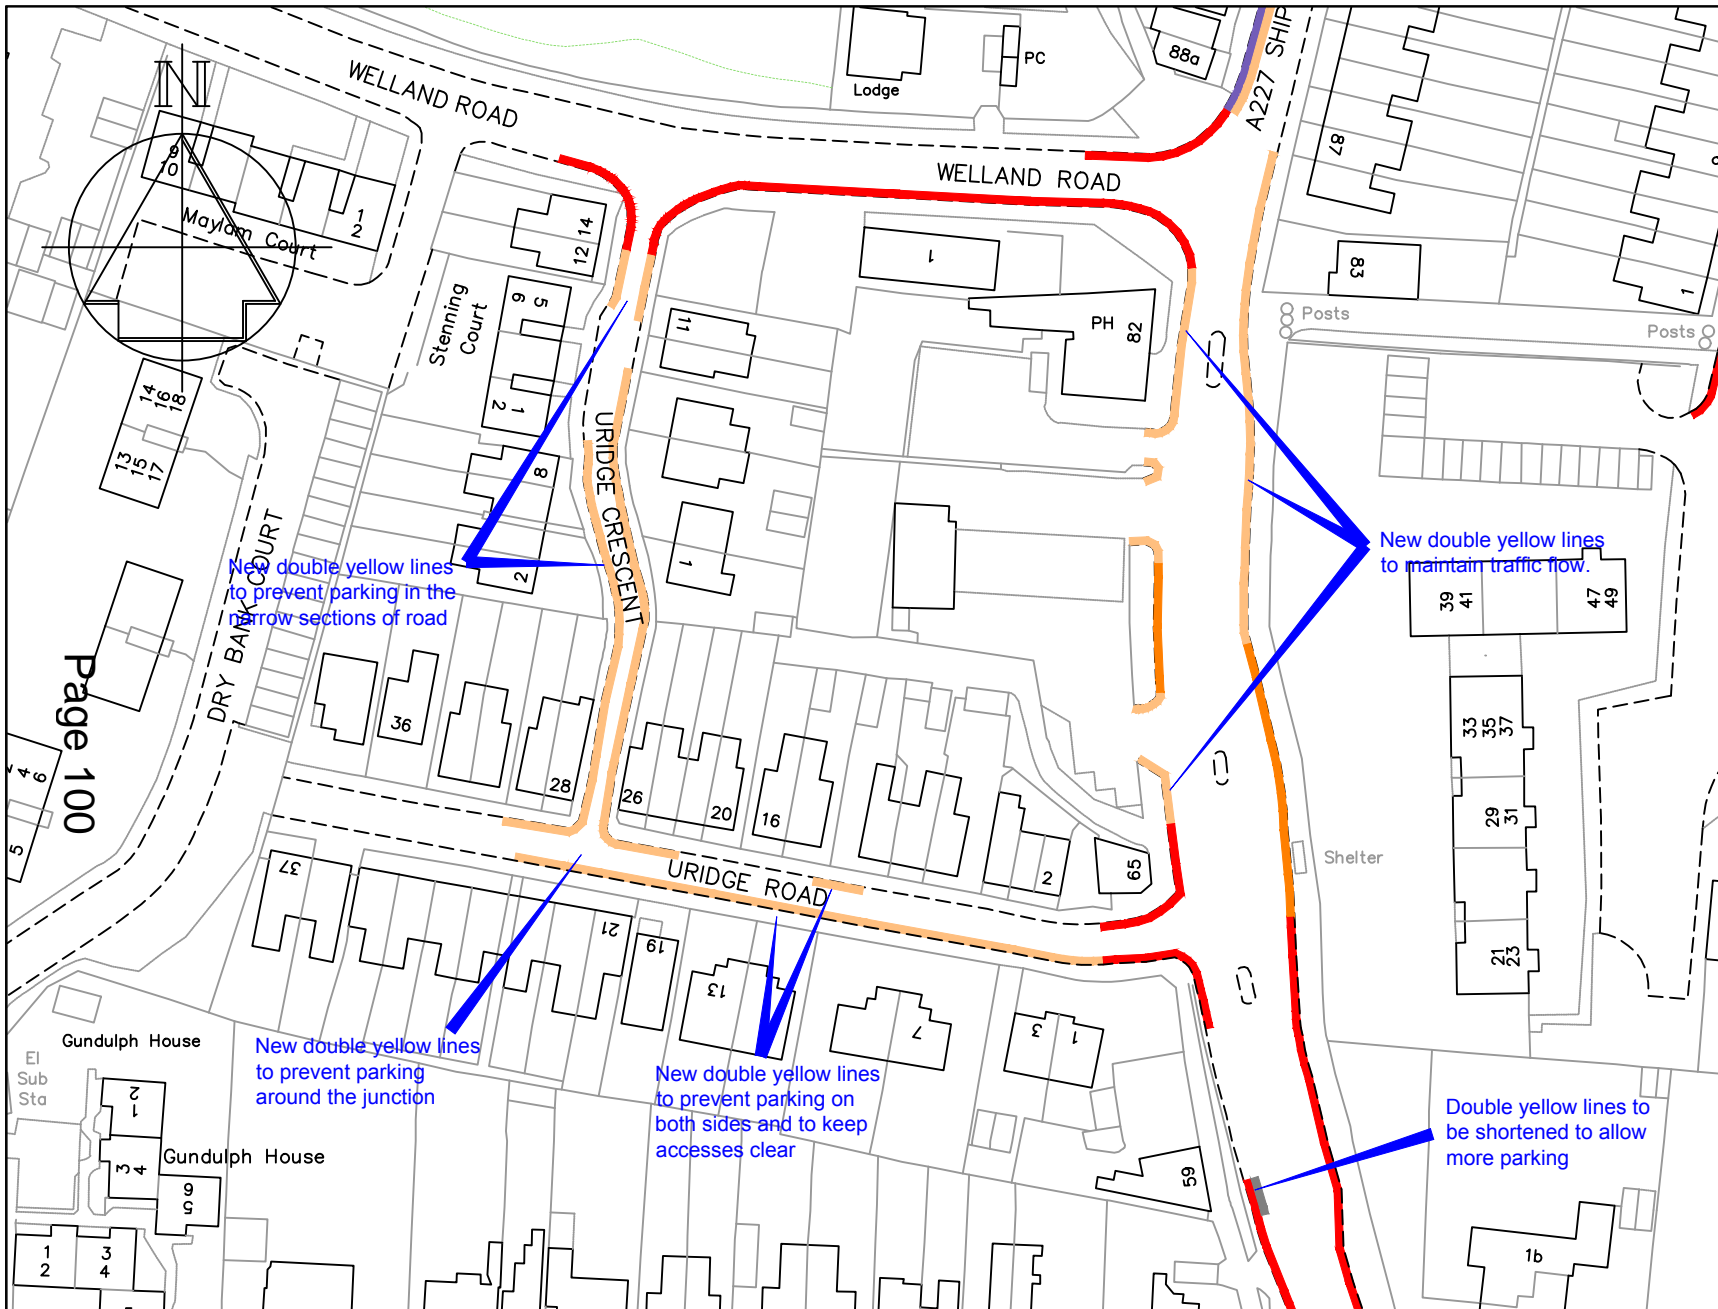 WELLAND ROAD
Lodge
PC
88a
A227 SHIP
N
87
9
10
1
2
Maylam Court
WELLAND ROAD
14
12
83
1
Posts
Posts
Stenning
Court
5
6
1
2
11
1
PH
82
14
16
18
13
15
17
URIDGE CRESCENT
8
2
1
New double yellow lines
to prevent parking in the
narrow sections of road
New double yellow lines
to maintain traffic flow.
39
41
47
49
DRY BANK COURT
Page 100
36
28
26
20
16
2
65
33
35
37
29
31
21
23
Shelter
4
6
5
37
URIDGE ROAD
21
19
13
7
3
1
Gundulph House
El
Sub
Sta
New double yellow lines
to prevent parking
around the junction
New double yellow lines
to prevent parking on
both sides and to keep
accesses clear
Double yellow lines to
be shortened to allow
more parking
1
2
3
4
Gundulph House
5
6
59
1
2
3
4
1b